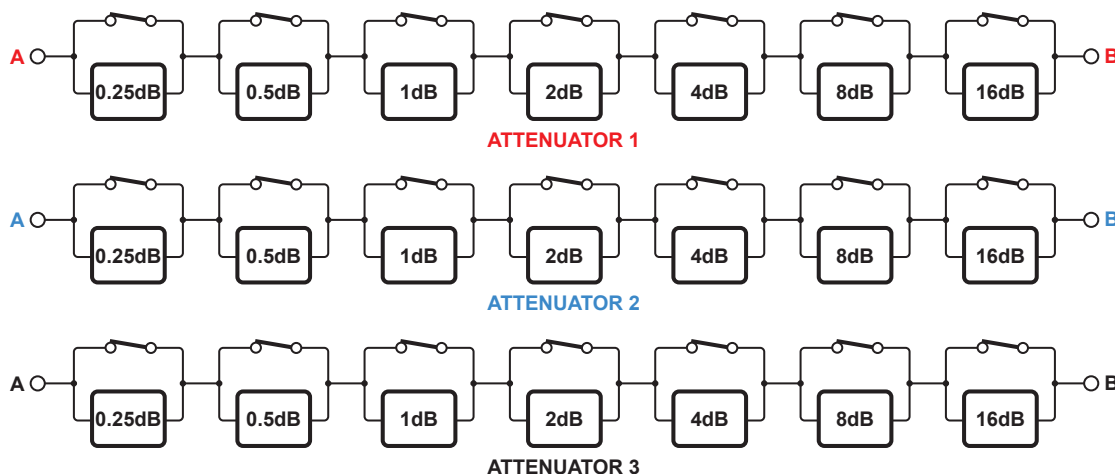 A 0.25dB 0.5dB 1dB 2dB 4dB 8dB 16dB B
ATTENUATOR 1
A 0.25dB 0.5dB 1dB 2dB 4dB 8dB 16dB B
ATTENUATOR 2
A 0.25dB 0.5dB 1dB 2dB 4dB 8dB 16dB B
ATTENUATOR 3